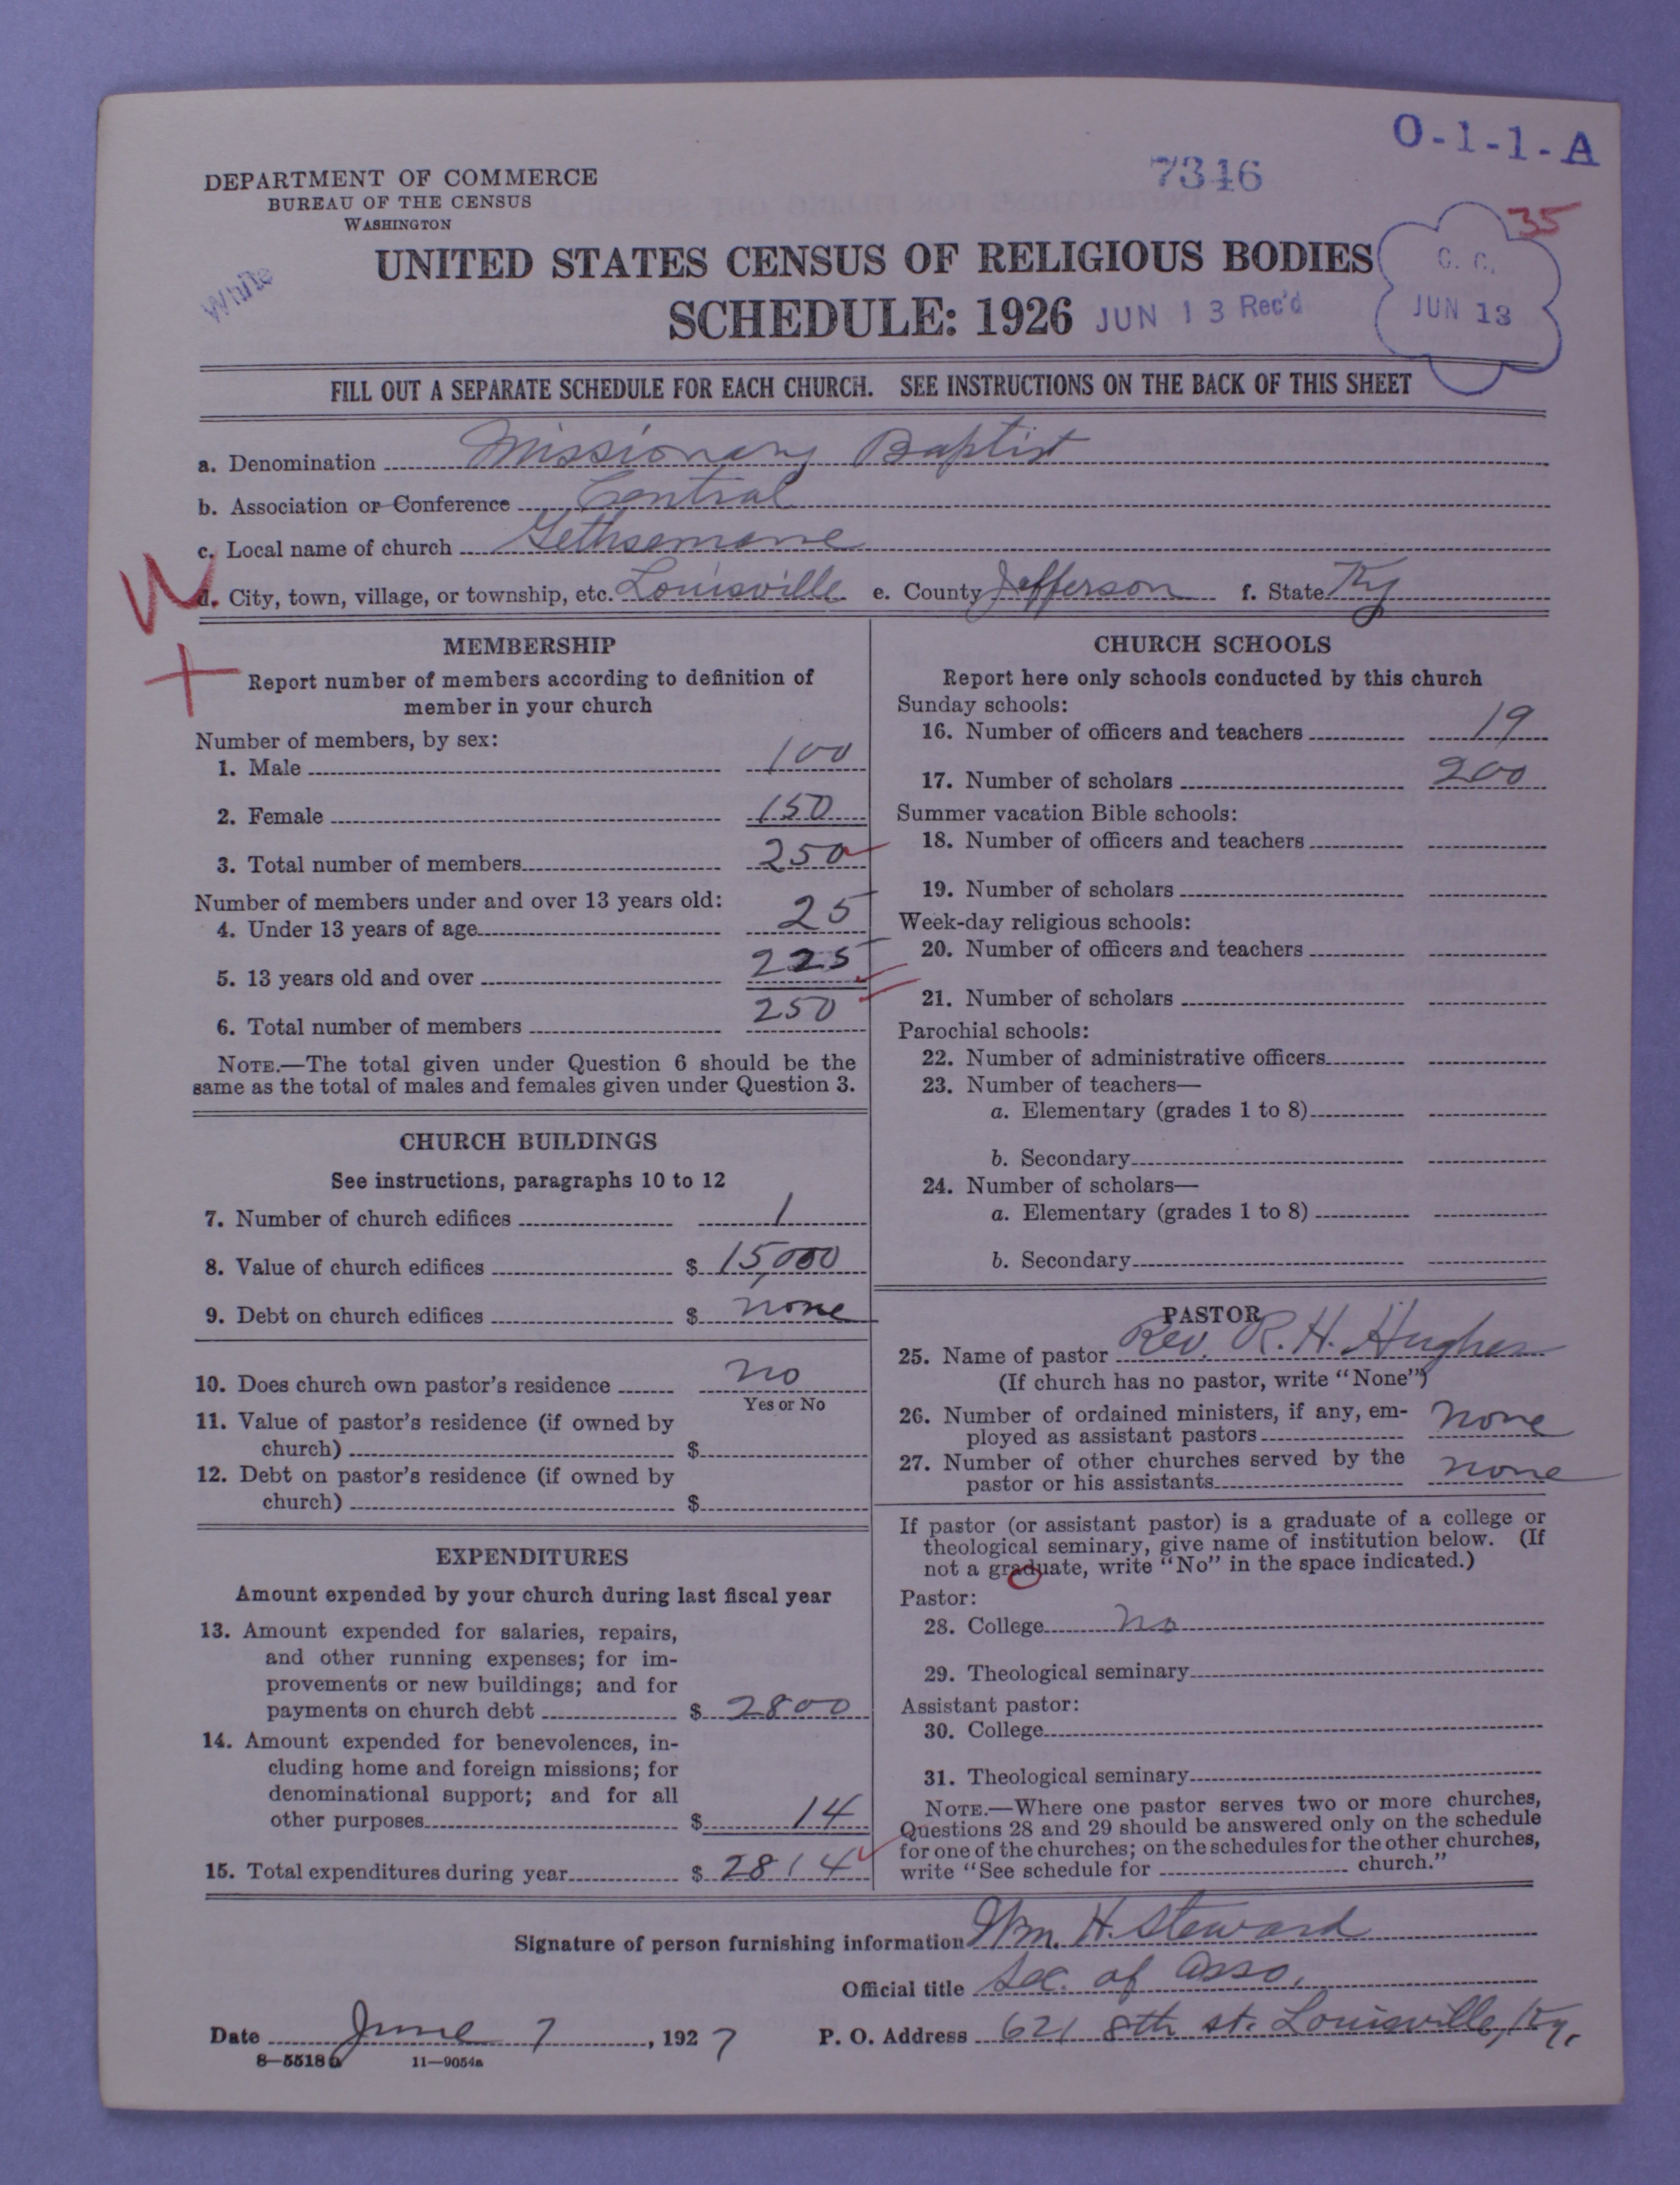 O-1-1-A
7346
DEPARTMENT OF COMMERCE
BUREAU OF THE CENSUS
WASHINGTON
35
White
UNITED STATES CENSUS OF RELIGIOUS BODIES
C. C.
JUN 13
SCHEDULE: 1926 JUN 13 Rec'd
FILL OUT A SEPARATE SCHEDULE FOR EACH CHURCH. SEE INSTRUCTIONS ON THE BACK OF THIS SHEET
a. Denomination Missionary Baptist
b. Association or Conference Central
c. Local name of church Gethsemane
W
d. City, town, village, or township, etc. Louisville e. County Jefferson f. State Ky
+
MEMBERSHIP
Report number of members according to definition of
member in your church
Number of members, by sex:
1. Male 100
2. Female 150
3. Total number of members 250
Number of members under and over 13 years old:
4. Under 13 years of age 25
5. 13 years old and over 225
6. Total number of members 250
NOTE.—The total given under Question 6 should be the
same as the total of males and females given under Question 3.
CHURCH BUILDINGS
See instructions, paragraphs 10 to 12
7. Number of church edifices 1
8. Value of church edifices $ 15,000
9. Debt on church edifices $ none
10. Does church own pastor's residence no
Yes or No
11. Value of pastor's residence (if owned by
church) $
12. Debt on pastor's residence (if owned by
church) $
EXPENDITURES
Amount expended by your church during last fiscal year
13. Amount expended for salaries, repairs,
and other running expenses; for im-
provements or new buildings; and for
payments on church debt $ 2800
14. Amount expended for benevolences, in-
cluding home and foreign missions; for
denominational support; and for all
other purposes $ 14
15. Total expenditures during year $ 2814
CHURCH SCHOOLS
Report here only schools conducted by this church
Sunday schools:
16. Number of officers and teachers 19
17. Number of scholars 200
Summer vacation Bible schools:
18. Number of officers and teachers
19. Number of scholars
Week-day religious schools:
20. Number of officers and teachers
21. Number of scholars
Parochial schools:
22. Number of administrative officers
23. Number of teachers—
a. Elementary (grades 1 to 8)
b. Secondary
24. Number of scholars—
a. Elementary (grades 1 to 8)
b. Secondary
PASTOR
25. Name of pastor Rev. R. H. Hughes
(If church has no pastor, write "None")
26. Number of ordained ministers, if any, em-
ployed as assistant pastors none
27. Number of other churches served by the
pastor or his assistants none
If pastor (or assistant pastor) is a graduate of a college or
theological seminary, give name of institution below. (If
not a graduate, write "No" in the space indicated.)
Pastor:
28. College no
29. Theological seminary
Assistant pastor:
30. College
31. Theological seminary
NOTE.—Where one pastor serves two or more churches,
Questions 28 and 29 should be answered only on the schedule
for one of the churches; on the schedules for the other churches,
write "See schedule for church."
Signature of person furnishing information Wm. H. Steward
Official title Sec. of Asso.
Date June 7, 1927 P. O. Address 621 8th st. Louisville, Ky.
8—5518a 11—9054a